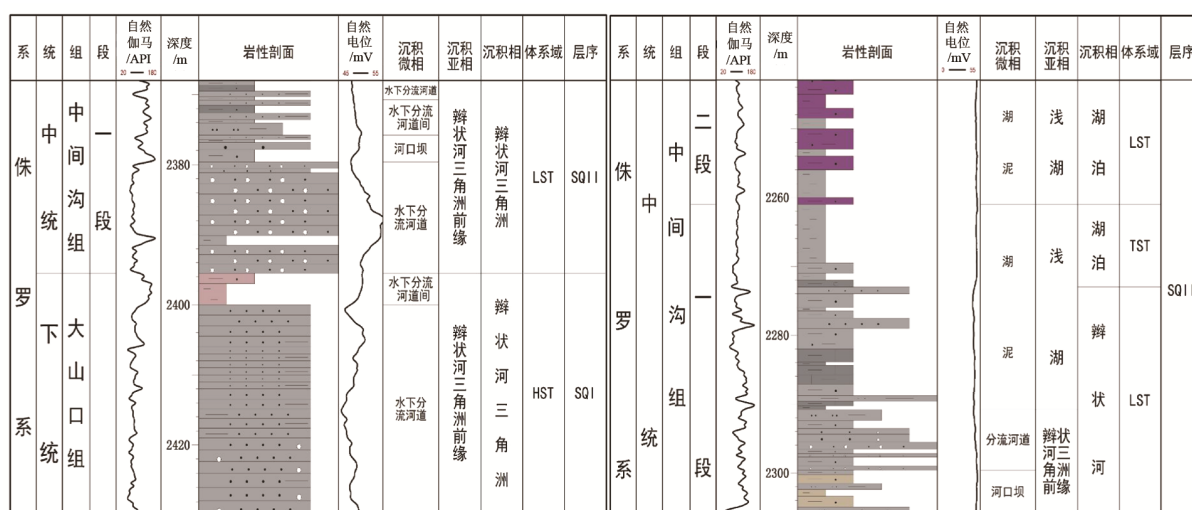 系
统
组
段
自然
伽马
/API
20 180
深度
/m
岩性剖面
自然
电位
/mV
45 55
沉积
微相
沉积
亚相
沉积相
体系域
层序
侏罗系
中统
下统
中间沟组
大山口组
一段
2380
2400
2420
水下分流河道
水下分流
河道间
河口坝
水下分
流河道
水下分流
河道间
水下分
流河道
辫状河三角洲前缘
辫状河三角洲前缘
辫状河三角洲
辫状河三角洲
LST
HST
SQII
SQI
系
统
组
段
自然
伽马
/API
20 180
深度
/m
岩性剖面
自然
电位
/mV
3 35
沉积
微相
沉积
亚相
沉积相
体系域
层序
侏罗系
中统
中间沟组
二段
一段
2260
2280
2300
湖泥
湖泥
分流河道
河口坝
浅湖
浅湖
辫状
河三
角洲
前缘
湖泊
湖泊
辫状河
LST
TST
LST
SQII